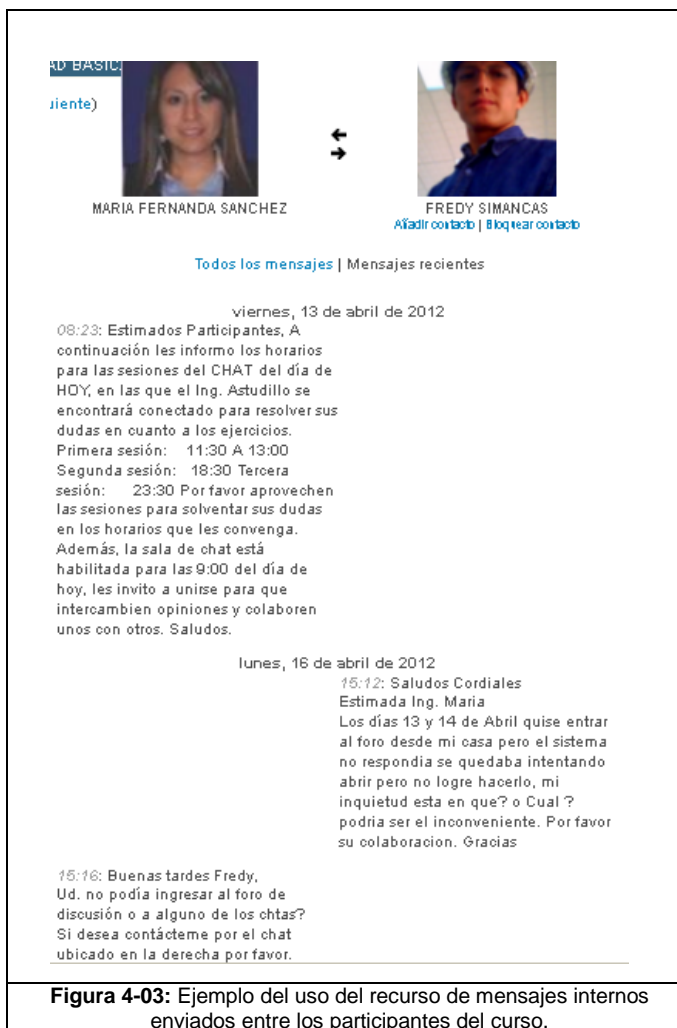 AD BASIC
uiente)
MARIA FERNANDA SANCHEZ
FREDY SIMANCAS
Añadir contacto | Bloquear contacto
Todos los mensajes | Mensajes recientes
viernes, 13 de abril de 2012
08:23: Estimados Participantes, A
continuación les informo los horarios
para las sesiones del CHAT del día de
HOY, en las que el Ing. Astudillo se
encontrará conectado para resolver sus
dudas en cuanto a los ejercicios.
Primera sesión: 11:30 A 13:00
Segunda sesión: 18:30 Tercera
sesión: 23:30 Por favor aprovechen
las sesiones para solventar sus dudas
en los horarios que les convenga.
Además, la sala de chat está
habilitada para las 9:00 del día de
hoy, les invito a unirse para que
intercambien opiniones y colaboren
unos con otros. Saludos.
lunes, 16 de abril de 2012
15:12: Saludos Cordiales
Estimada Ing. Maria
Los días 13 y 14 de Abril quise entrar
al foro desde mi casa pero el sistema
no respondia se quedaba intentando
abrir pero no logre hacerlo, mi
inquietud esta en que? o Cual ?
podria ser el inconveniente. Por favor
su colaboracion. Gracias
15:16: Buenas tardes Fredy,
Ud. no podía ingresar al foro de
discusión o a alguno de los chtas?
Si desea contácteme por el chat
ubicado en la derecha por favor.
Figura 4-03: Ejemplo del uso del recurso de mensajes internos
enviados entre los participantes del curso.